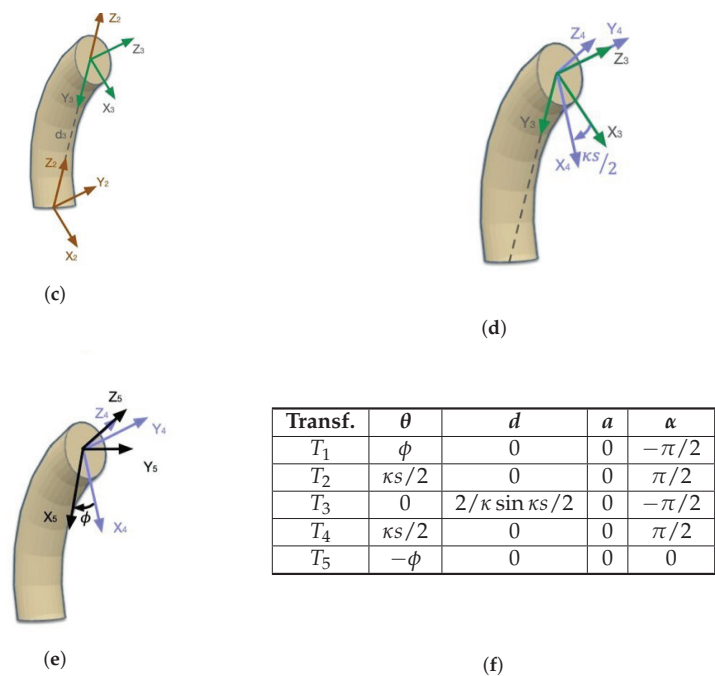 Z₂
Z₃
Y₃
X₃
d₃
Z₂
Y₂
X₂
(c)
Z₄ Y₄
Z₃
Y₃
X₃
X₄ κs/2
(d)
Z₅
Z₄ Y₄
Y₅
X₅ ϕ X₄
(e)
Transf. θ d a α
T₁ ϕ 0 0 −π/2
T₂ κs/2 0 0 π/2
T₃ 0 2/κ sin κs/2 0 −π/2
T₄ κs/2 0 0 π/2
T₅ −ϕ 0 0 0
(f)